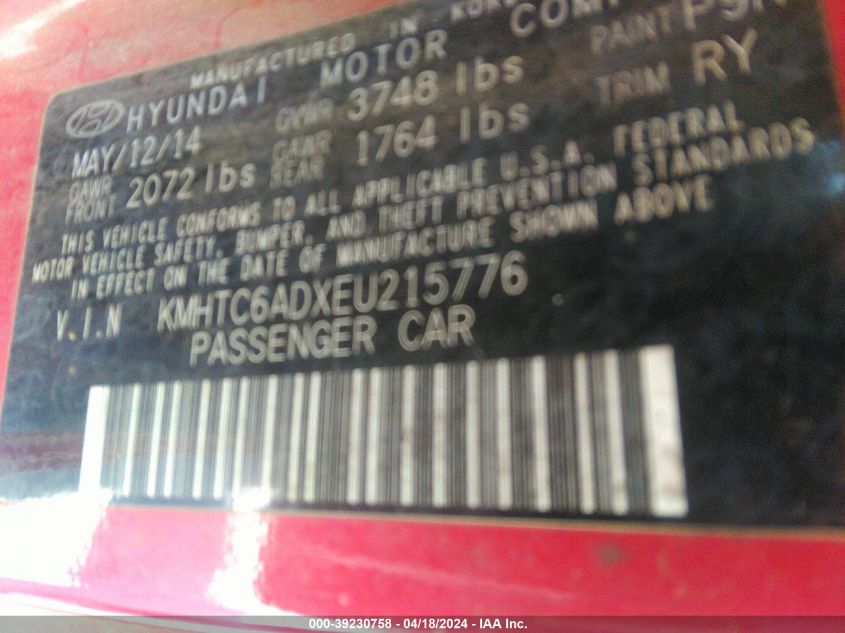 MANUFACTURED IN
HYUNDAI MOTOR
MAY/12/14 GVWR 3748 lbs PAINT
GAWR FRONT 2072 lbs GAWR REAR 1764 lbs TRIM RY
THIS VEHICLE CONFORMS TO ALL APPLICABLE U.S.A. FEDERAL
MOTOR VEHICLE SAFETY, BUMPER, AND THEFT PREVENTION STANDARDS
IN EFFECT ON THE DATE OF MANUFACTURE SHOWN ABOVE
V.I.N KMHTC6ADXEU215776
PASSENGER CAR
000-39230758 - 04/18/2024 - IAA Inc.